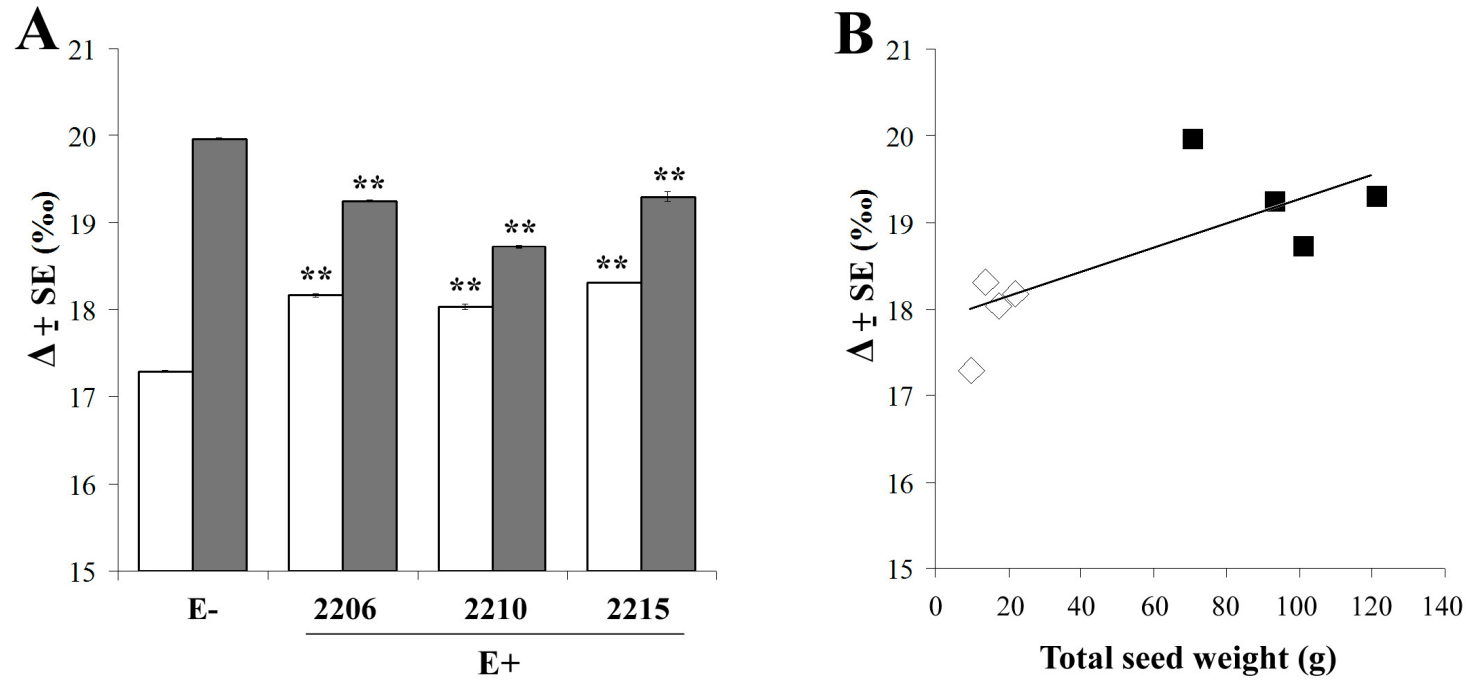 A
21
20
19
18
17
16
15
Δ ± SE (‰)
**
**
**
**
**
**
E-
2206
2210
2215
E+
B
21
20
19
18
17
16
15
Δ ± SE (‰)
0 20 40 60 80 100 120 140
Total seed weight (g)